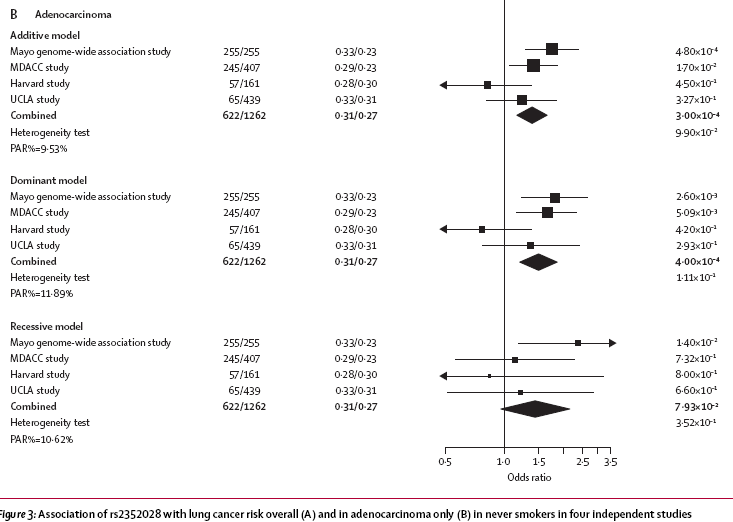 B Adenocarcinoma
Additive model
Mayo genome-wide association study 255/255 0·33/0·23 4·80×10⁻⁴
MDACC study 245/407 0·29/0·23 1·70×10⁻²
Harvard study 57/161 0·28/0·30 4·50×10⁻¹
UCLA study 65/439 0·33/0·31 3·27×10⁻¹
Combined 622/1262 0·31/0·27 3·00×10⁻⁴
Heterogeneity test 9·90×10⁻²
PAR%=9·53%
Dominant model
Mayo genome-wide association study 255/255 0·33/0·23 2·60×10⁻³
MDACC study 245/407 0·29/0·23 5·09×10⁻³
Harvard study 57/161 0·28/0·30 4·20×10⁻¹
UCLA study 65/439 0·33/0·31 2·93×10⁻¹
Combined 622/1262 0·31/0·27 4·00×10⁻⁴
Heterogeneity test 1·11×10⁻¹
PAR%=11·89%
Recessive model
Mayo genome-wide association study 255/255 0·33/0·23 1·40×10⁻²
MDACC study 245/407 0·29/0·23 7·32×10⁻¹
Harvard study 57/161 0·28/0·30 8·00×10⁻¹
UCLA study 65/439 0·33/0·31 6·60×10⁻¹
Combined 622/1262 0·31/0·27 7·93×10⁻²
Heterogeneity test 3·52×10⁻¹
PAR%=10·62%
0·5 1·0 1·5 2·5 3·5
Odds ratio
Figure 3: Association of rs2352028 with lung cancer risk overall (A) and in adenocarcinoma only (B) in never smokers in four independent studies